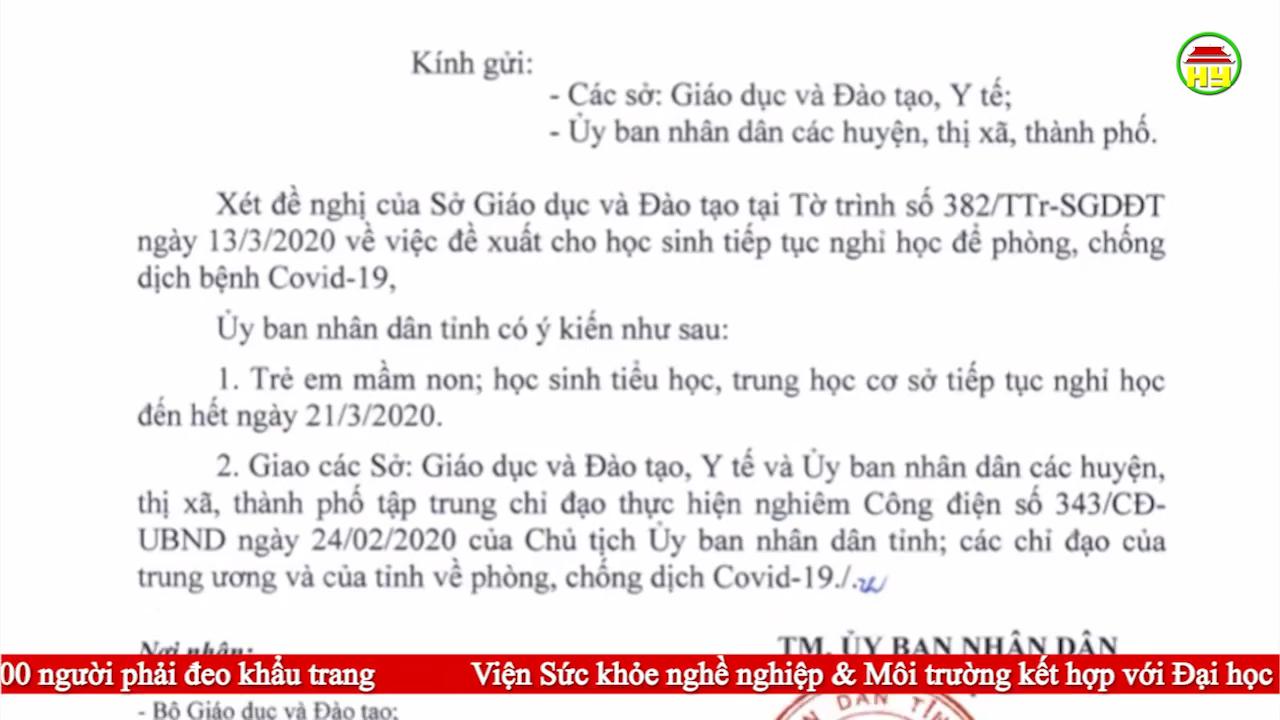 HY
Kính gửi:
- Các sở: Giáo dục và Đào tạo, Y tế;
- Ủy ban nhân dân các huyện, thị xã, thành phố.
Xét đề nghị của Sở Giáo dục và Đào tạo tại Tờ trình số 382/TTr-SGDĐT
ngày 13/3/2020 về việc đề xuất cho học sinh tiếp tục nghỉ học để phòng, chống
dịch bệnh Covid-19,
Ủy ban nhân dân tỉnh có ý kiến như sau:
1. Trẻ em mầm non; học sinh tiểu học, trung học cơ sở tiếp tục nghỉ học
đến hết ngày 21/3/2020.
2. Giao các Sở: Giáo dục và Đào tạo, Y tế và Ủy ban nhân dân các huyện,
thị xã, thành phố tập trung chỉ đạo thực hiện nghiêm Công điện số 343/CĐ-
UBND ngày 24/02/2020 của Chủ tịch Ủy ban nhân dân tỉnh; các chỉ đạo của
trung ương và của tỉnh về phòng, chống dịch Covid-19./.
Nơi nhận:
TM. ỦY BAN NHÂN DÂN
00 người phải đeo khẩu trang Viện Sức khỏe nghề nghiệp & Môi trường kết hợp với Đại học
- Bộ Giáo dục và Đào tạo;
DÂN TỈN